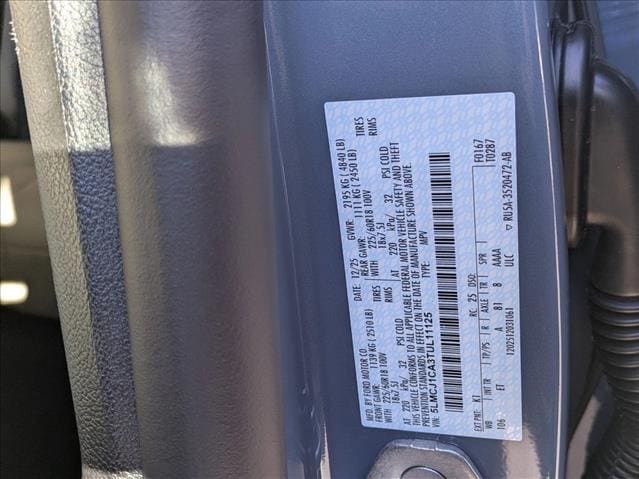 MFD. BY FORD MOTOR CO.
DATE: 12/25 GVWR: 2195 KG ( 4840 LB)
FRONT GAWR: 1139 KG ( 2510 LB) REAR GAWR: 1111 KG ( 2450 LB)
WITH TIRES WITH TIRES
225/60R18 100V RIMS 225/60R18 100V RIMS
18x7.5J 18x7.5J
AT 220 kPa/ 32 PSI COLD AT 220 kPa/ 32 PSI COLD
THIS VEHICLE CONFORMS TO ALL APPLICABLE FEDERAL MOTOR VEHICLE SAFETY AND THEFT
PREVENTION STANDARDS IN EFFECT ON THE DATE OF MANUFACTURE SHOWN ABOVE.
VIN: 5LMCJ1CA3TUL11125 TYPE: MPV
EXT PNT: K1 RC: 25 DSO: F0167
WB INT TR TP/PS R AXLE TR SPR T0287
106 ET A 81 8 AAAA
120251203106I ULC ▽ RU5A-3520472-AB